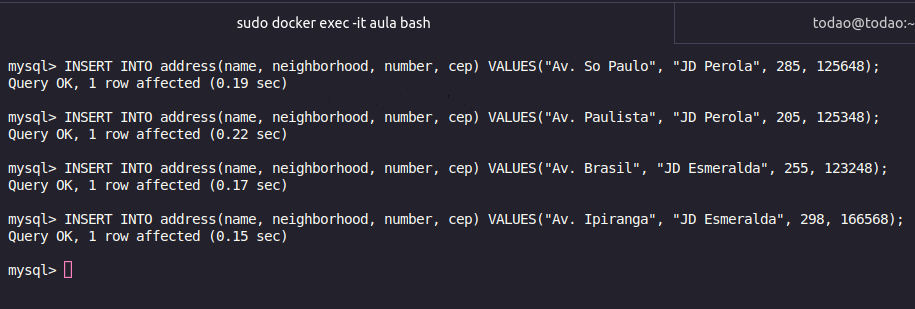 sudo docker exec -it aula bash
todao@todao:~
mysql> INSERT INTO address(name, neighborhood, number, cep) VALUES("Av. So Paulo", "JD Perola", 285, 125648);
Query OK, 1 row affected (0.19 sec)
mysql> INSERT INTO address(name, neighborhood, number, cep) VALUES("Av. Paulista", "JD Perola", 205, 125348);
Query OK, 1 row affected (0.22 sec)
mysql> INSERT INTO address(name, neighborhood, number, cep) VALUES("Av. Brasil", "JD Esmeralda", 255, 123248);
Query OK, 1 row affected (0.17 sec)
mysql> INSERT INTO address(name, neighborhood, number, cep) VALUES("Av. Ipiranga", "JD Esmeralda", 298, 166568);
Query OK, 1 row affected (0.15 sec)
mysql>